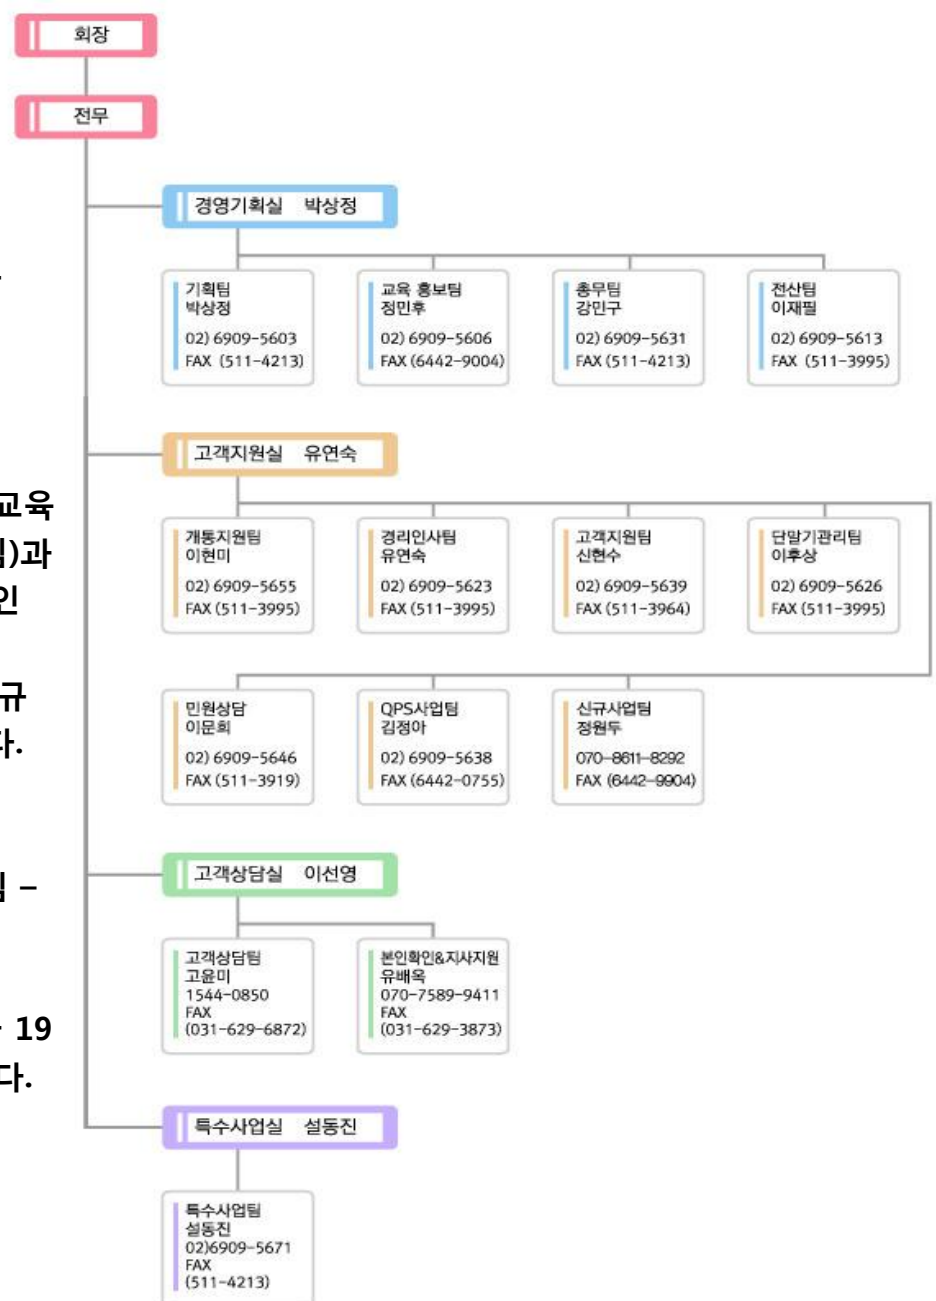 회장
전무
경영기획실 박상정
기획팀
박상정
02) 6909-5603
FAX (511-4213)
교육 홍보팀
정민후
02) 6909-5606
FAX (6442-9004)
총무팀
강민구
02) 6909-5631
FAX (511-4213)
전산팀
이재필
02) 6909-5613
FAX (511-3995)
고객지원실 유연숙
개통지원팀
이현미
02) 6909-5655
FAX (511-3995)
경리인사팀
유연숙
02) 6909-5623
FAX (511-3995)
고객지원팀
신현수
02) 6909-5639
FAX (511-3964)
단말기관리팀
이후상
02) 6909-5626
FAX (511-3995)
민원상담
이문희
02) 6909-5646
FAX (511-3919)
QPS사업팀
김정아
02) 6909-5638
FAX (6442-0755)
신규사업팀
정원두
070-8611-8292
FAX (6442-9904)
고객상담실 이선영
고객상담팀
고윤미
1544-0850
FAX
(031-629-6872)
본인확인&지사지원
유배옥
070-7589-9411
FAX
(031-629-3873)
특수사업실 설동진
특수사업팀
설동진
02)6909-5671
FAX
(511-4213)
교육
)과
인
규
다.
–
19
다.